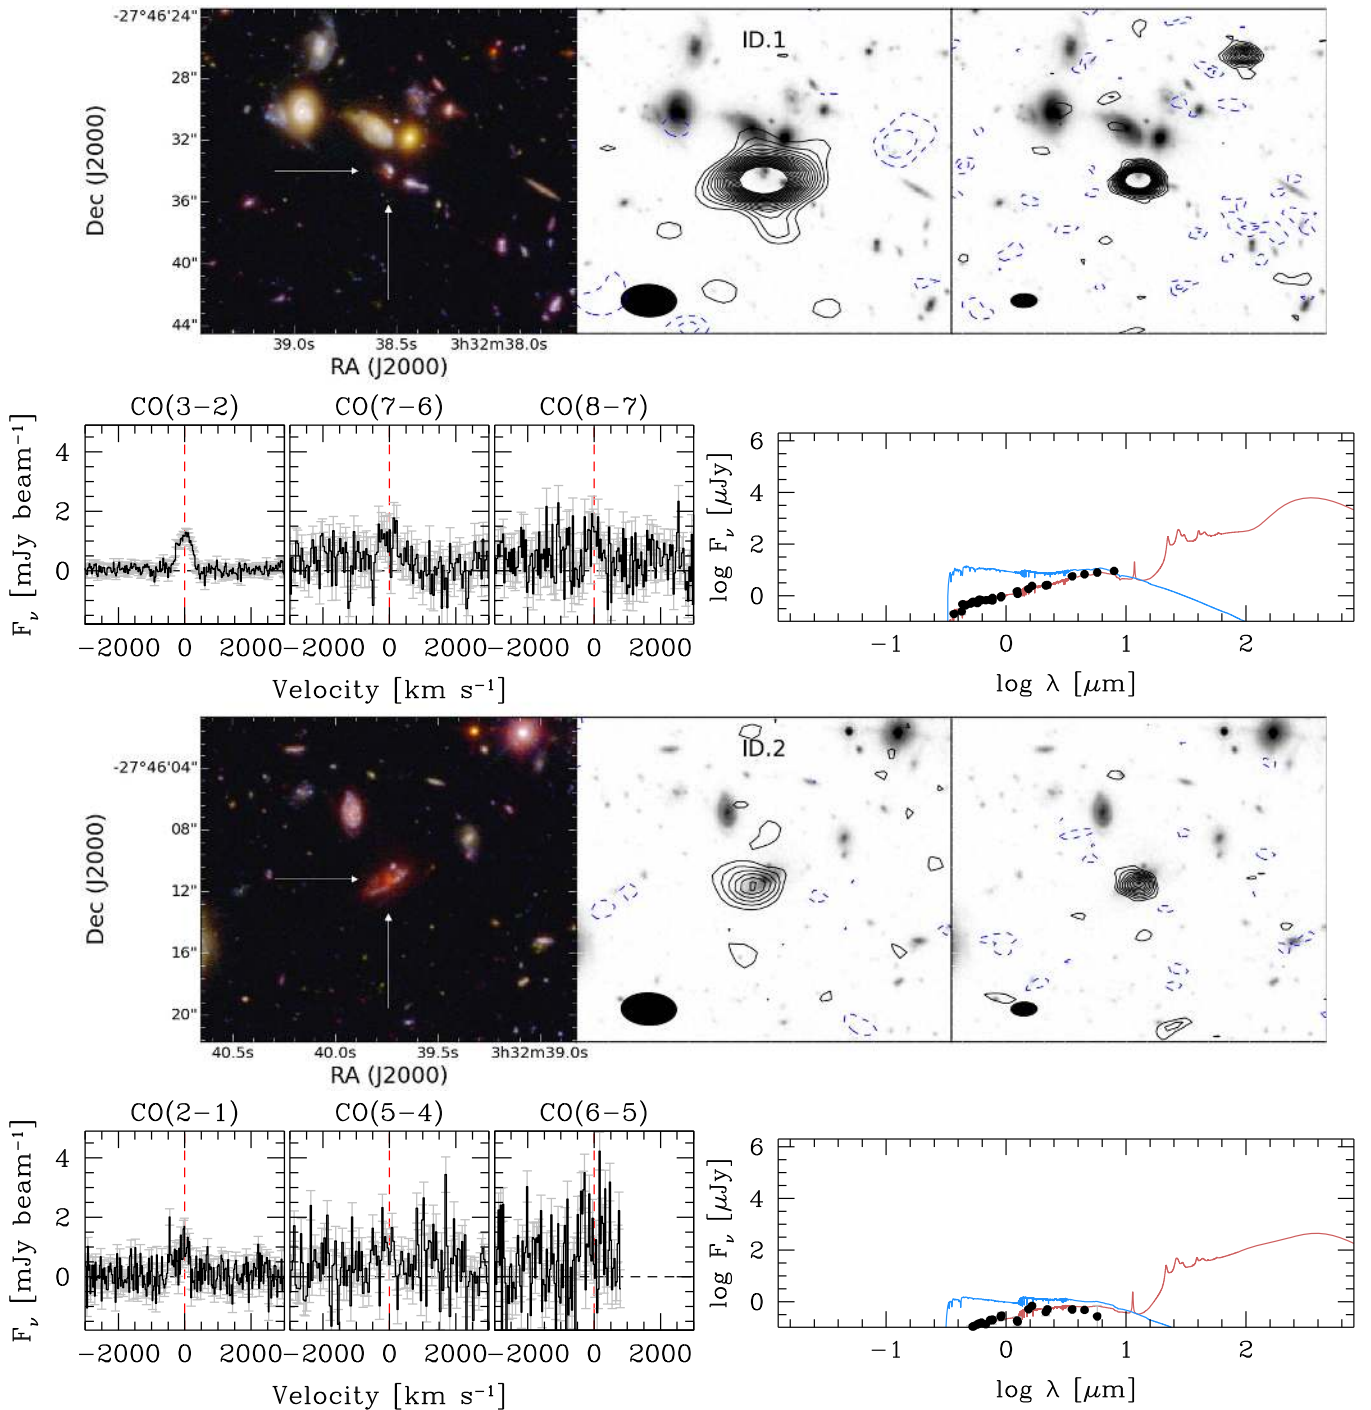 -27°46'24"
28"
32"
36"
40"
44"
Dec (J2000)
ID.1
39.0s 38.5s 3h32m38.0s
RA (J2000)
CO(3−2) CO(7−6) CO(8−7)
4
2
0
F_ν [mJy beam⁻¹]
−2000 0 2000 −2000 0 2000 −2000 0 2000
Velocity [km s⁻¹]
6
4
2
0
log F_ν [μJy]
−1 0 1 2
log λ [μm]
-27°46'04"
08"
12"
16"
20"
Dec (J2000)
ID.2
40.5s 40.0s 39.5s 3h32m39.0s
RA (J2000)
CO(2−1) CO(5−4) CO(6−5)
4
2
0
F_ν [mJy beam⁻¹]
−2000 0 2000 −2000 0 2000 −2000 0 2000
Velocity [km s⁻¹]
6
4
2
0
log F_ν [μJy]
−1 0 1 2
log λ [μm]